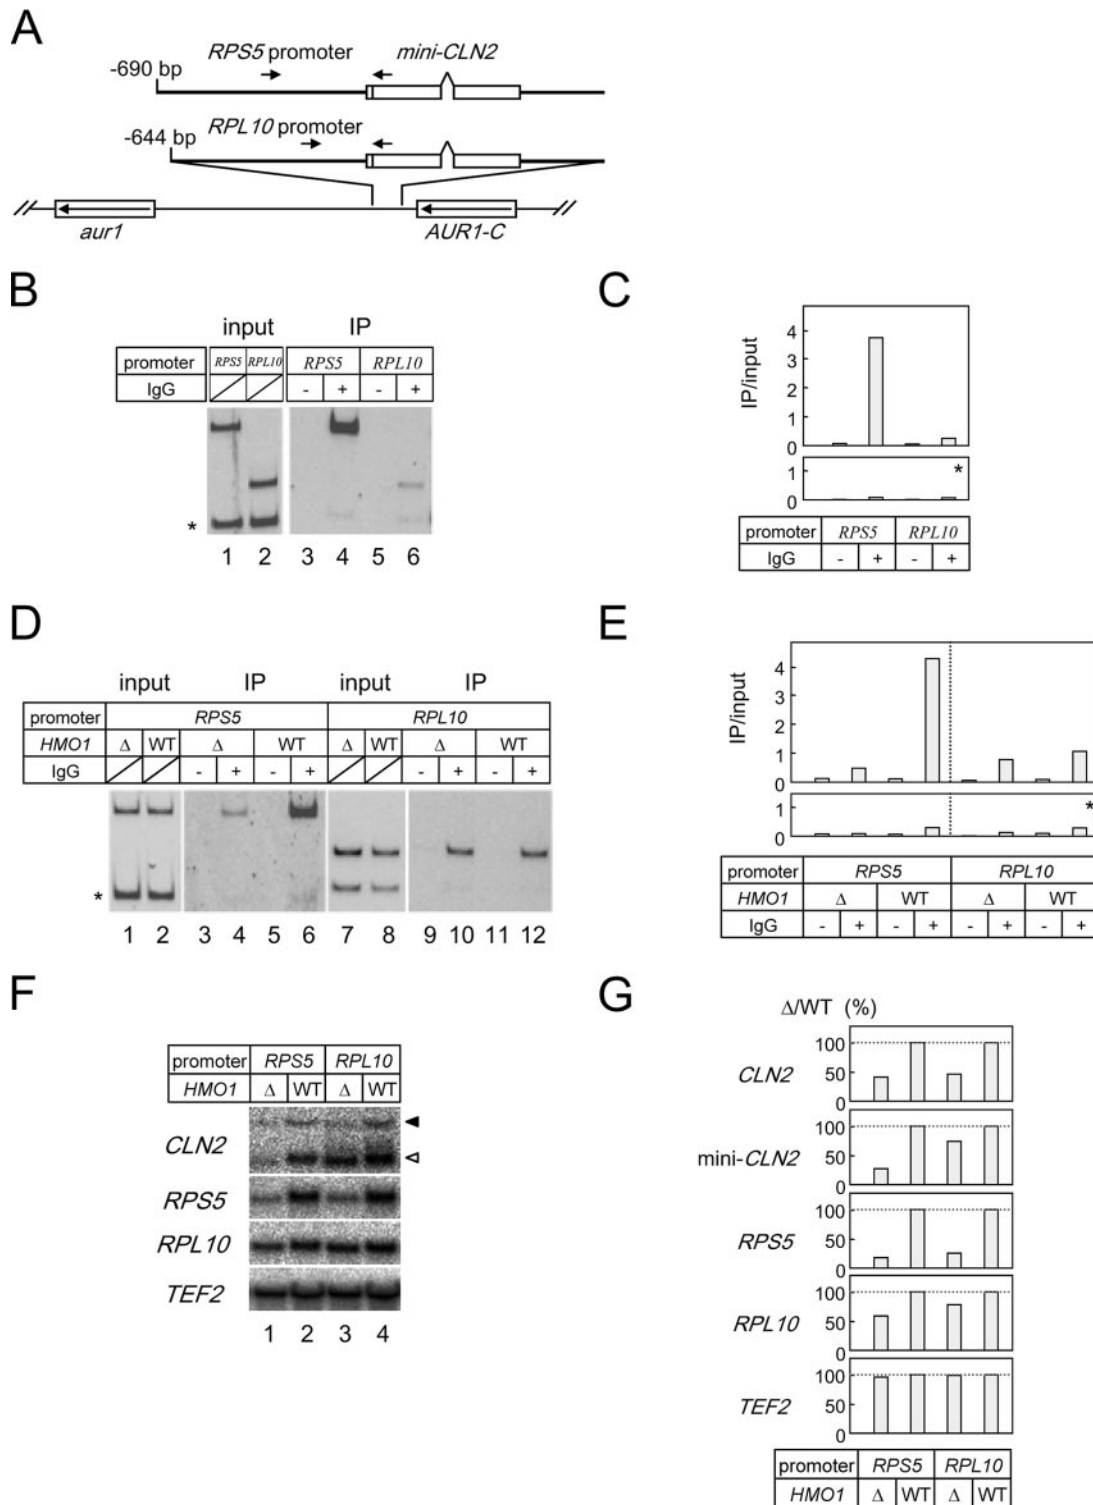 A
RPS5 promoter mini-CLN2
-690 bp
RPL10 promoter
-644 bp
aur1 AUR1-C
B
input IP
promoter RPS5 RPL10 RPS5 RPL10
IgG - + - +
*
1 2 3 4 5 6
C
IP/input
4
3
2
1
0
1
*
0
promoter RPS5 RPL10
IgG - + - +
D
input IP input IP
promoter RPS5 RPL10
HMO1 Δ WT Δ WT Δ WT Δ WT
IgG - + - + - + - +
*
1 2 3 4 5 6 7 8 9 10 11 12
E
IP/input
4
3
2
1
0
1
*
0
promoter RPS5 RPL10
HMO1 Δ WT Δ WT
IgG - + - + - + - +
F
promoter RPS5 RPL10
HMO1 Δ WT Δ WT
CLN2
RPS5
RPL10
TEF2
1 2 3 4
G
Δ/WT (%)
CLN2 100 50 0
mini-CLN2 100 50 0
RPS5 100 50 0
RPL10 100 50 0
TEF2 100 50 0
promoter RPS5 RPL10
HMO1 Δ WT Δ WT